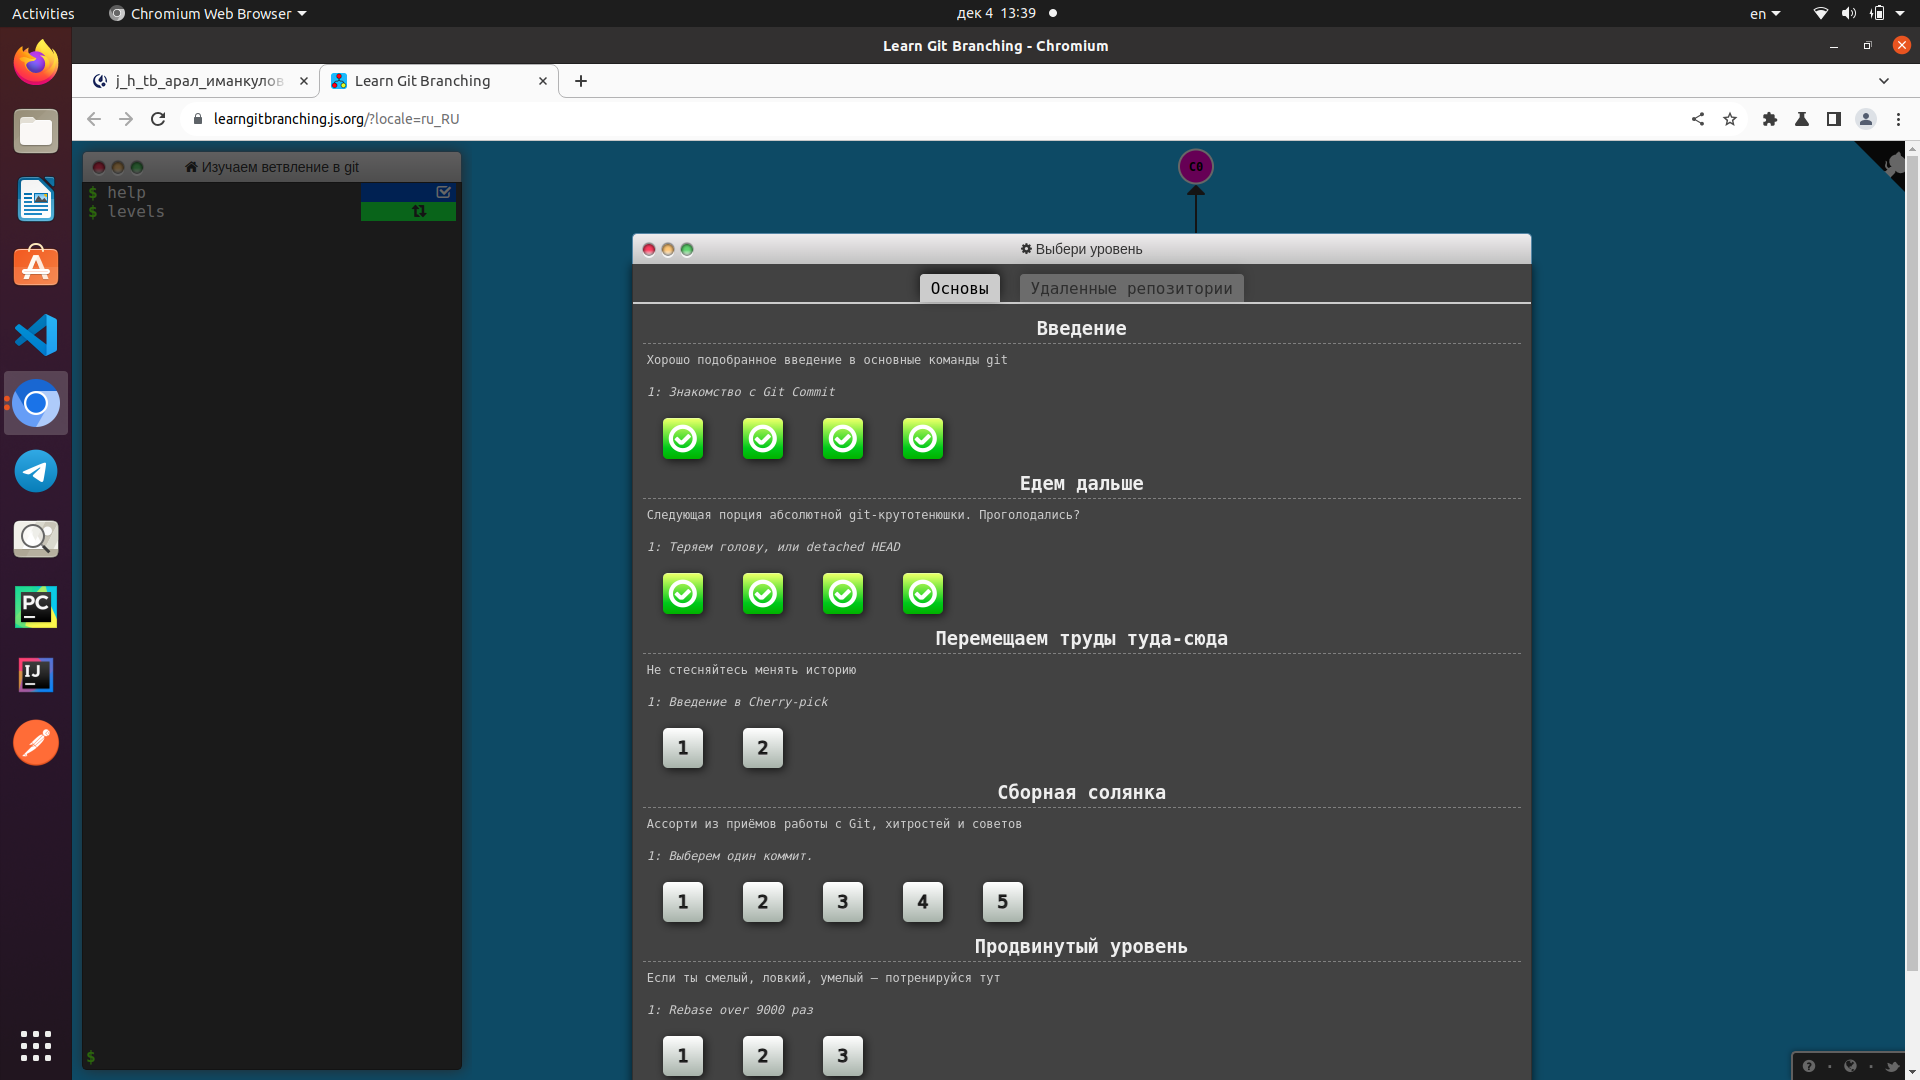 Activities
Chromium Web Browser
дек 4 13:39
en
Learn Git Branching - Chromium
j_h_tb_арал_иманкулов
Learn Git Branching
learngitbranching.js.org/?locale=ru_RU
Изучаем ветвление в git
$ help
$ levels
$
C0
Выбери уровень
Основы
Удаленные репозитории
Введение
Хорошо подобранное введение в основные команды git
1: Знакомство с Git Commit
Едем дальше
Следующая порция абсолютной git-крутотенюшки. Проголодались?
1: Теряем голову, или detached HEAD
Перемещаем труды туда-сюда
Не стесняйтесь менять историю
1: Введение в Cherry-pick
1 2
Сборная солянка
Ассорти из приёмов работы с Git, хитростей и советов
1: Выберем один коммит.
1 2 3 4 5
Продвинутый уровень
Если ты смелый, ловкий, умелый — потренируйся тут
1: Rebase over 9000 раз
1 2 3
PC
IJ